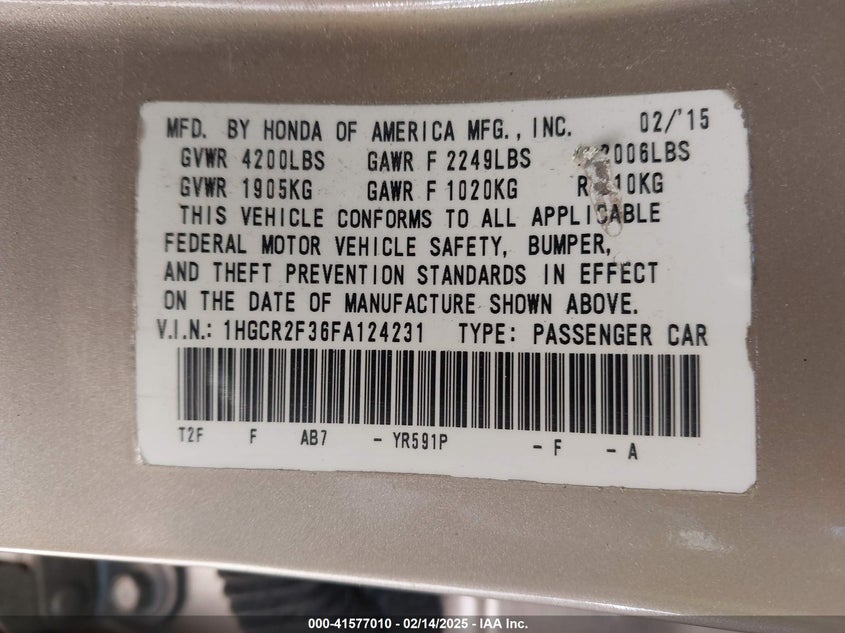 MFD. BY HONDA OF AMERICA MFG., INC. 02/'15
GVWR 4200LBS GAWR F 2249LBS 2006LBS
GVWR 1905KG GAWR F 1020KG R 10KG
THIS VEHICLE CONFORMS TO ALL APPLICABLE
FEDERAL MOTOR VEHICLE SAFETY, BUMPER,
AND THEFT PREVENTION STANDARDS IN EFFECT
ON THE DATE OF MANUFACTURE SHOWN ABOVE.
V.I.N.: 1HGCR2F36FA124231 TYPE: PASSENGER CAR
T2F F AB7 - YR591P - F - A
000-41577010 - 02/14/2025 - IAA Inc.